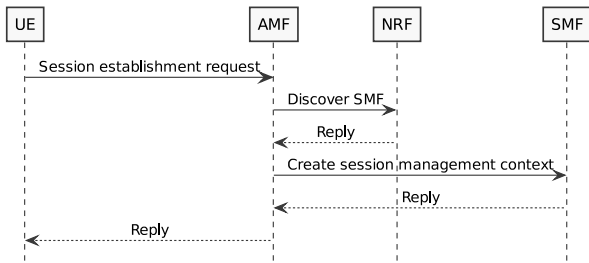 UE AMF NRF SMF
Session establishment request
Discover SMF
Reply
Create session management context
Reply
Reply